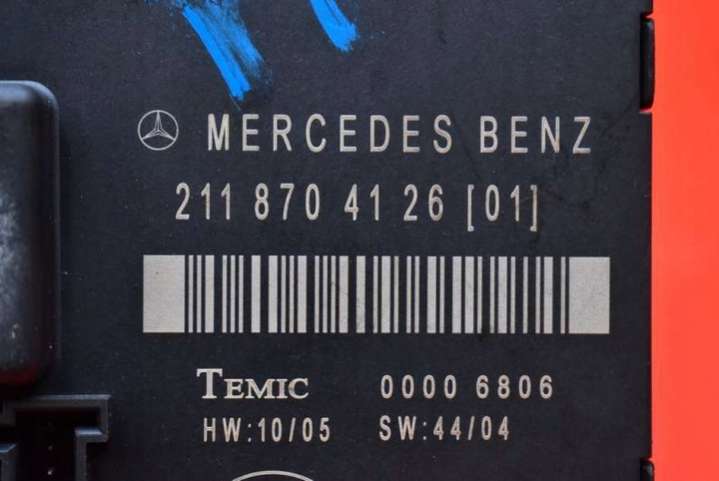 MERCEDES BENZ
211 870 41 26 [01]
TEMIC 0000 6806
HW:10/05 SW:44/04